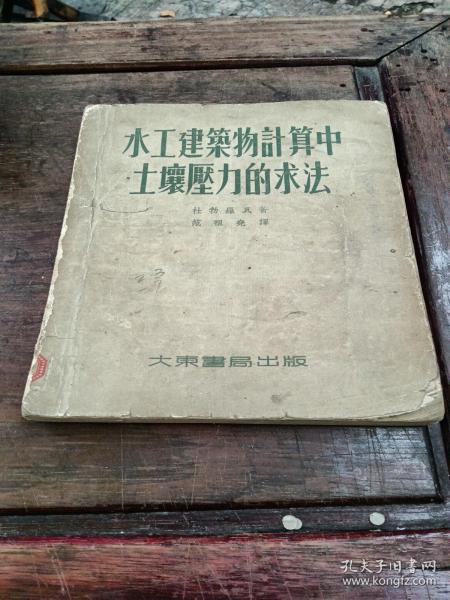 水工建築物計算中
土壤壓力的求法
杜勃羅夫著
范祖堯譯
大東書局出版
孔夫子旧书网
www.kongfz.com